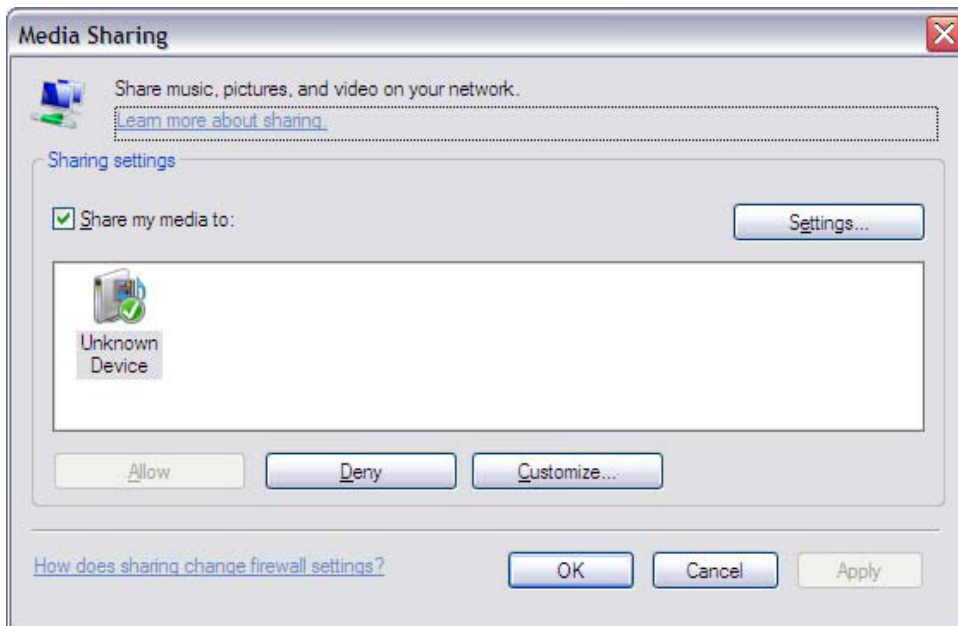 Media Sharing
Share music, pictures, and video on your network.
Learn more about sharing.
Sharing settings
Share my media to:
Settings...
Unknown
Device
Allow
Deny
Customize...
How does sharing change firewall settings?
OK
Cancel
Apply